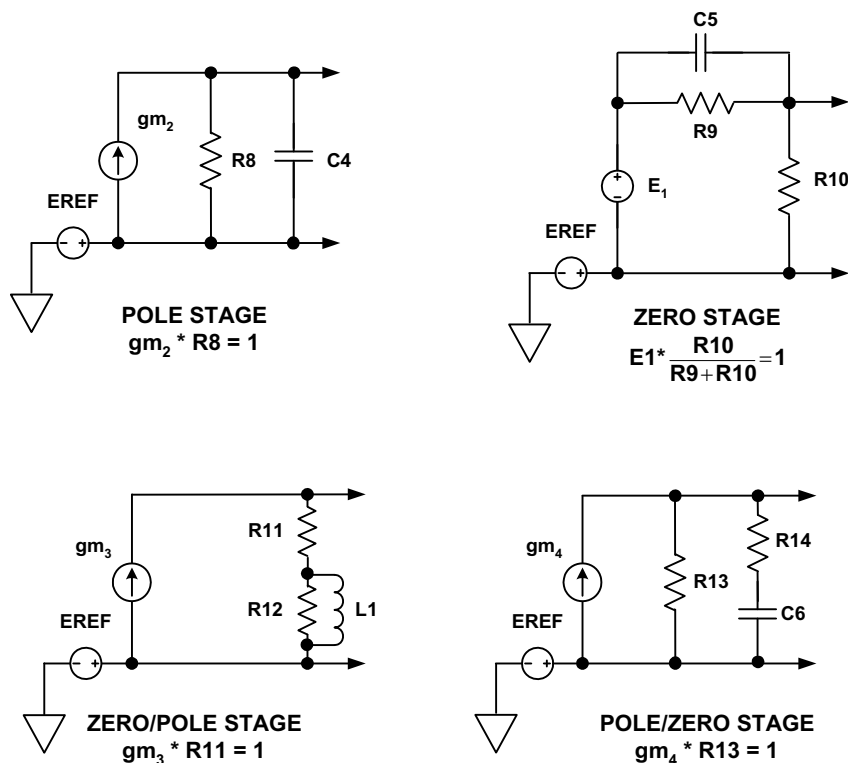 C5
gm₂
R9
R8
C4
R10
E₁
EREF
EREF
- +
+
-
- +
POLE STAGE
gm₂ * R8 = 1
ZERO STAGE
E1* R10 / R9+R10 =1
R11
R14
gm₃
gm₄
R13
R12
L1
C6
EREF
EREF
- +
- +
ZERO/POLE STAGE
gm₃ * R11 = 1
POLE/ZERO STAGE
gm₄ * R13 = 1